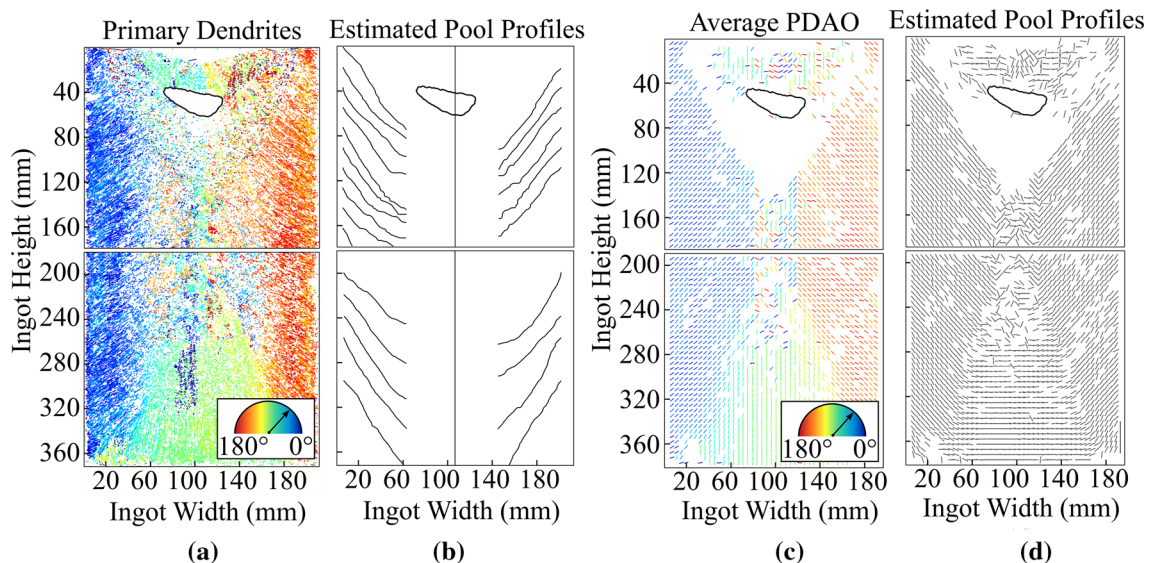 Primary Dendrites
Estimated Pool Profiles
Average PDAO
Estimated Pool Profiles
Ingot Height (mm)
40
80
120
160
200
240
280
320
360
180° 0°
20 60 100 140 180
Ingot Width (mm)
20 60 100 140 180
Ingot Width (mm)
Ingot Height (mm)
40
80
120
160
200
240
280
320
360
180° 0°
20 60 100 140 180
Ingot Width (mm)
20 60 100 140 180
Ingot Width (mm)
(a)
(b)
(c)
(d)